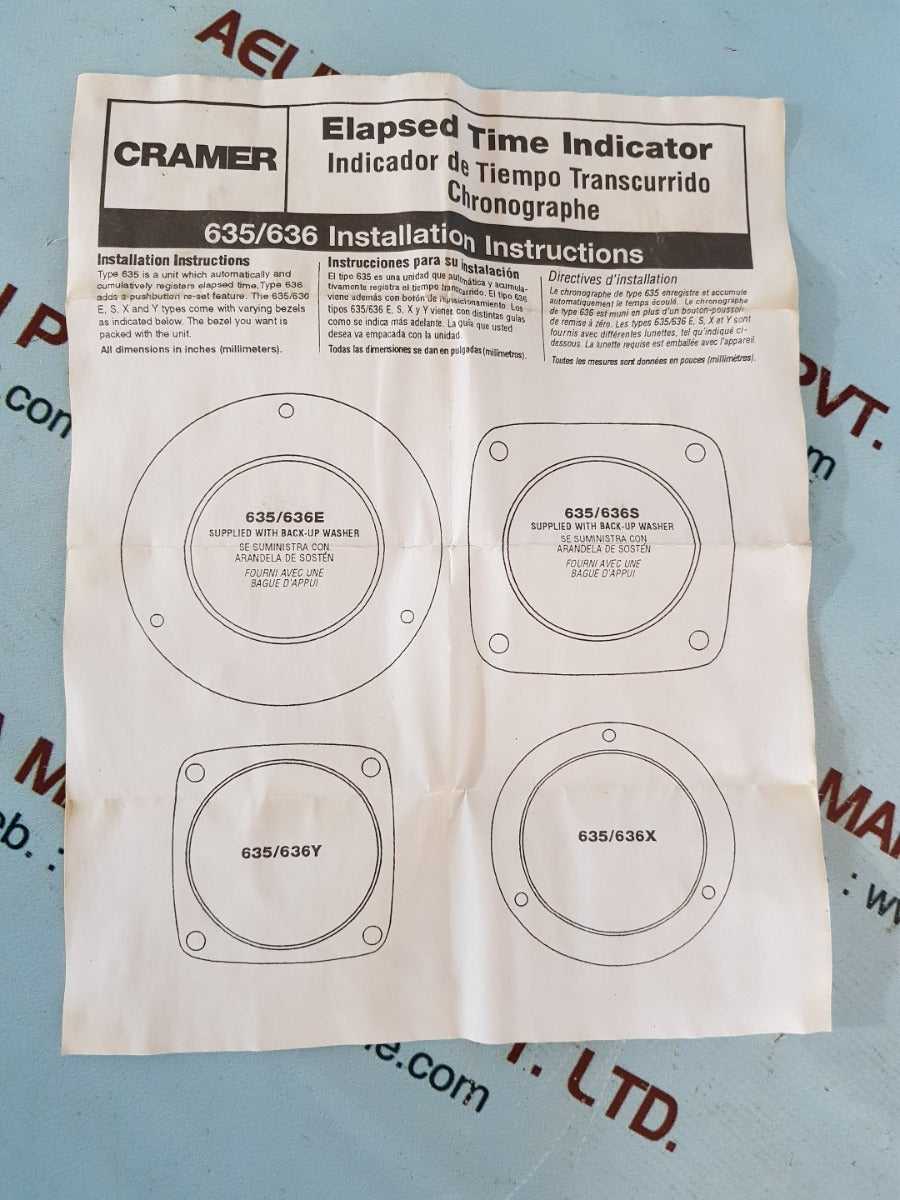 CRAMER
Elapsed Time Indicator
Indicador de Tiempo Transcurrido
Chronographe
635/636 Installation Instructions
Installation Instructions
Type 635 is a unit which automatically and
cumulatively registers elapsed time. Type 636
adds a pushbutton re-set feature. The 635/636
E, S, X and Y types come with varying bezels
as indicated below. The bezel you want is
packed with the unit.
All dimensions in inches (millimeters).
Instrucciones para su instalación
El tipo 635 es una unidad que automática y acumula-
tivamente registra el tiempo transcurrido. El tipo 636
viene además con botón de reposicionamiento. Los
tipos 635/636 E, S, X y Y vienen con distintas guías
como se indica más adelante. La guía que usted
desea va empacada con la unidad.
Todas las dimensiones se dan en pulgadas (milímetros).
Directives d'installation
Le chronographe de type 635 enregistre et accumule
automatiquement le temps écoulé. Le chronographe
de type 636 est muni en plus d'un bouton-poussoir
de remise à zéro. Les types 635/636 E, S, X et Y sont
fournis avec différentes lunettes, tel qu'indiqué ci-
dessous. La lunette requise est emballée avec l'appareil.
Toutes les mesures sont données en pouces (millimètres).
635/636E
SUPPLIED WITH BACK-UP WASHER
SE SUMINISTRA CON
ARANDELA DE SOSTÉN
FOURNI AVEC UNE
BAGUE D'APPUI
635/636S
SUPPLIED WITH BACK-UP WASHER
SE SUMINISTRA CON
ARANDELA DE SOSTÉN
FOURNI AVEC UNE
BAGUE D'APPUI
635/636Y
635/636X
PVT.
.com
LTD.
.com